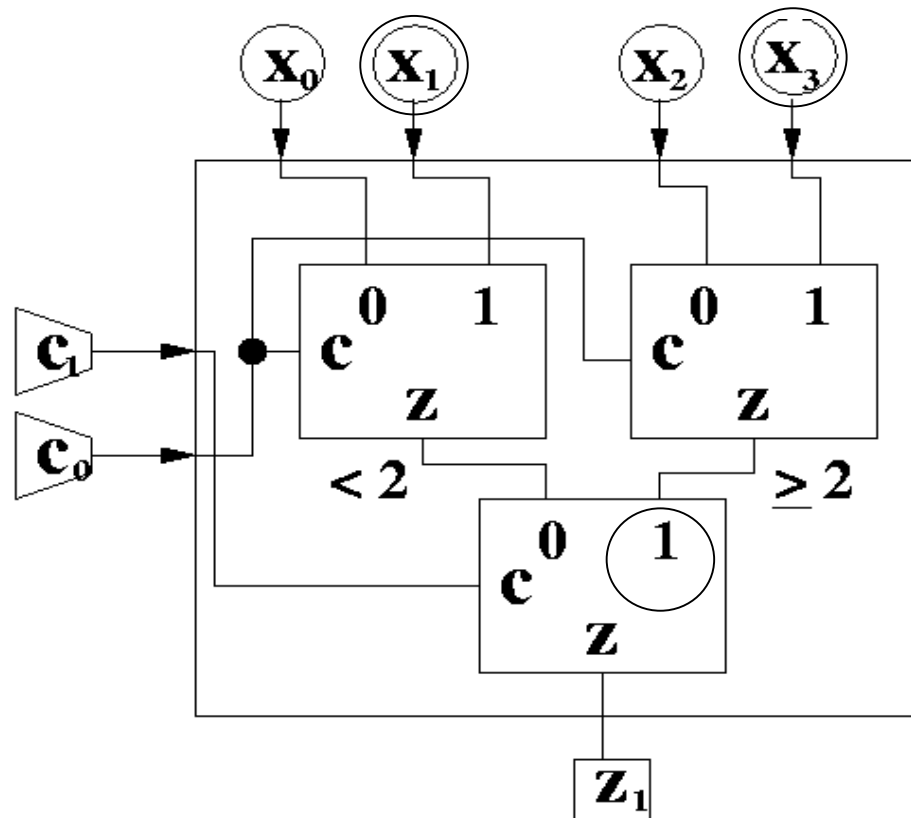 x₀ x₁ x₂ x₃
0 1 0 1
c₁ c c
z z
c₀
< 2 ≥ 2
0 1
c
z
z₁